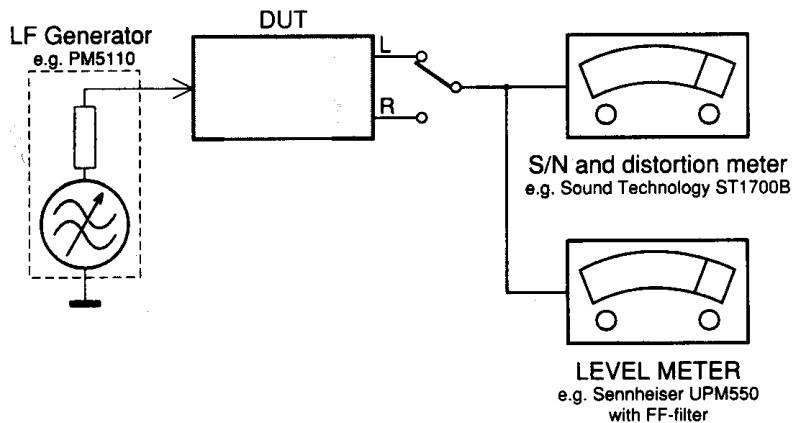 DUT
LF Generator
e.g. PM5110
L
R
S/N and distortion meter
e.g. Sound Technology ST1700B
LEVEL METER
e.g. Sennheiser UPM550
with FF-filter